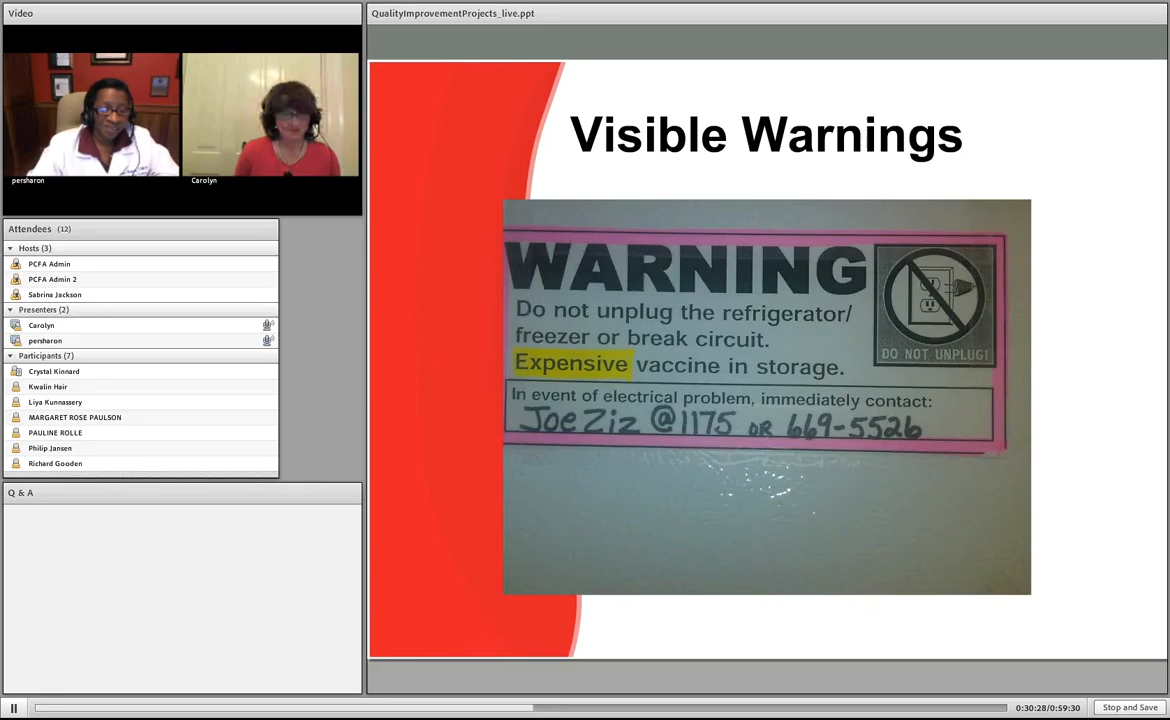 Video
persharon
Carolyn
Attendees (12)
Hosts (3)
PCFA Admin
PCFA Admin 2
Sabrina Jackson
Presenters (2)
Carolyn
persharon
Participants (7)
Crystal Kinnard
Kwalin Hair
Liya Kunnassery
MARGARET ROSE PAULSON
PAULINE ROLLE
Philip Jansen
Richard Gooden
Q & A
QualityImprovementProjects_live.ppt
Visible Warnings
WARNING
Do not unplug the refrigerator/
freezer or break circuit.
Expensive vaccine in storage.
DO NOT UNPLUG!
In event of electrical problem, immediately contact:
Joe Ziz @1175 OR 669-5526
0:30:28/0:59:30
Stop and Save